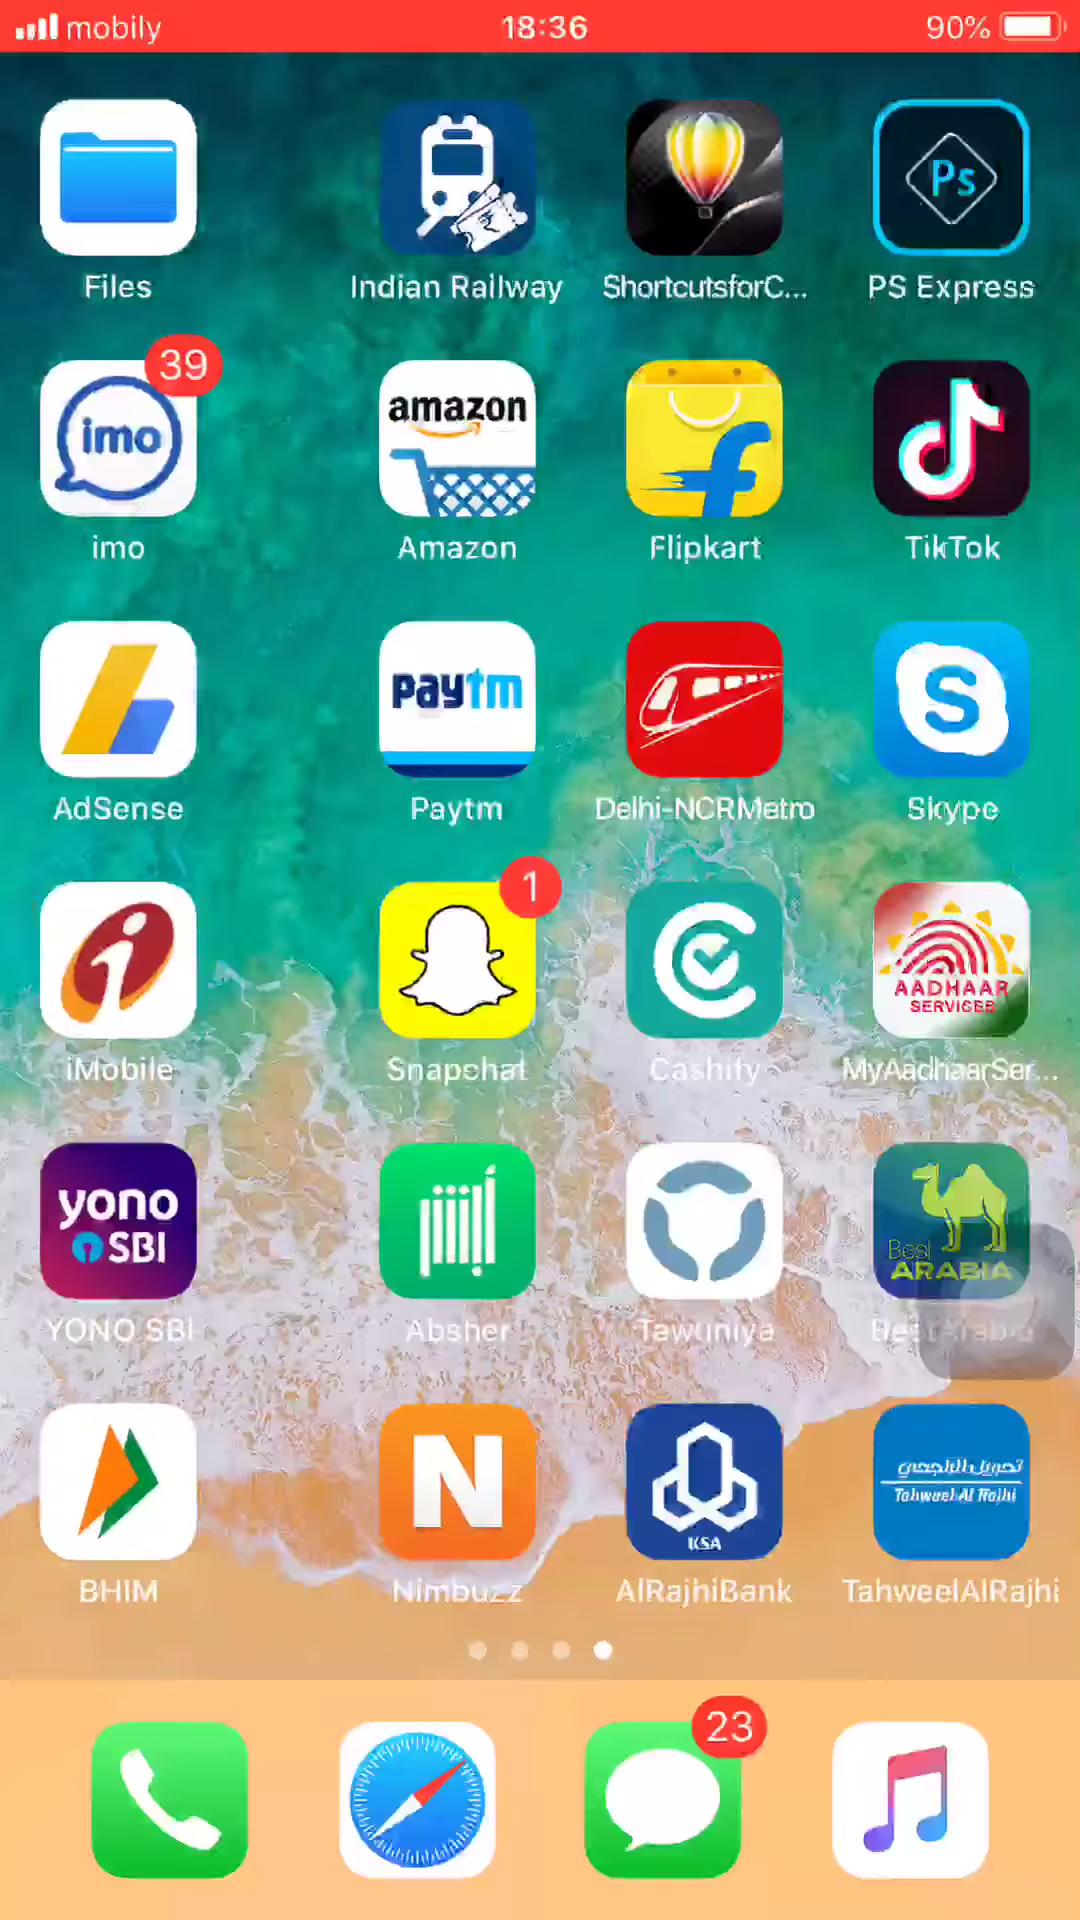 mobily 18:36 90%
Ps
Files Indian Railway ShortcutsforC... PS Express
39
imo amazon f
imo Amazon Flipkart TikTok
paytm S
AdSense Paytm Delhi-NCRMetro Skype
1
i AADHAAR
SERVICES
iMobile Snapchat Cashify MyAadhaarSer...
yono
SBI
أبشر
Best
ARABIA
YONO SBI Absher Tawuniya BestArabia
N KSA
تحويل الراجحي
Tahweel Al Rajhi
BHIM Nimbuzz AlRajhiBank TahweelAlRajhi
23